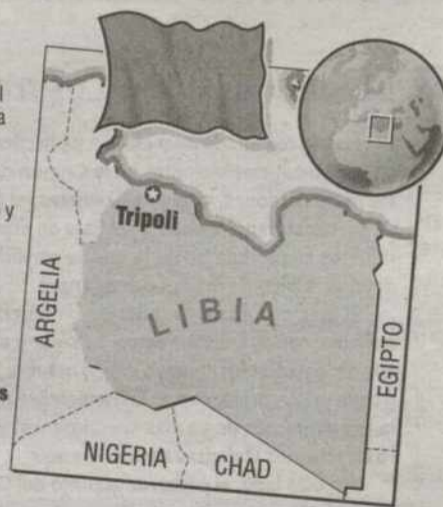 l
a
y
s
Tripoli
ARGELIA
LIBIA
EGIPTO
NIGERIA
CHAD